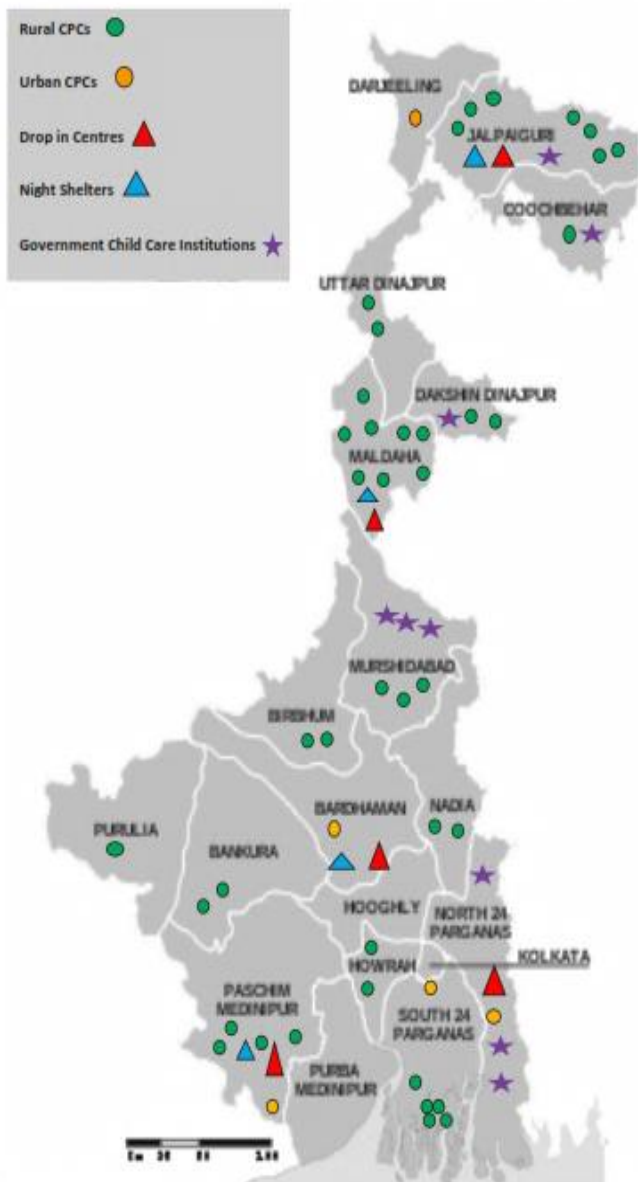 Rural CPCs
Urban CPCs
Drop in Centres
Night Shelters
Government Child Care Institutions
DARJEELING
JALPAIGURI
COOCHBEHAR
UTTAR DINAJPUR
DAKSHIN DINAJPUR
MALDAHA
MURSHIDABAD
BIRBHUM
BARDHAMAN
NADIA
PURULIA
BANKURA
HOOGHLY
NORTH 24
PARGANAS
KOLKATA
HOWRAH
PASCHIM
MEDINIPUR
SOUTH 24
PARGANAS
PURBA
MEDINIPUR